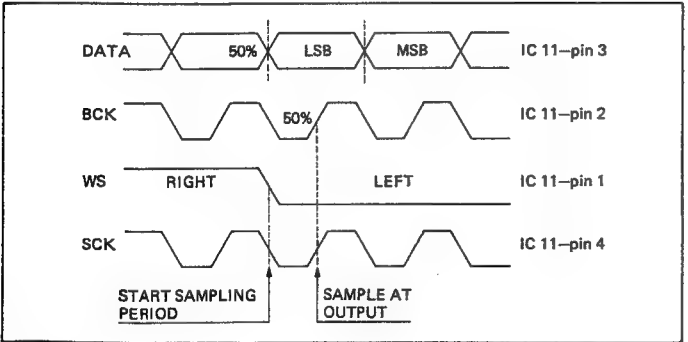 DATA 50% LSB MSB IC 11—pin 3
BCK 50% IC 11—pin 2
WS RIGHT LEFT IC 11—pin 1
SCK IC 11—pin 4
START SAMPLING PERIOD
SAMPLE AT OUTPUT